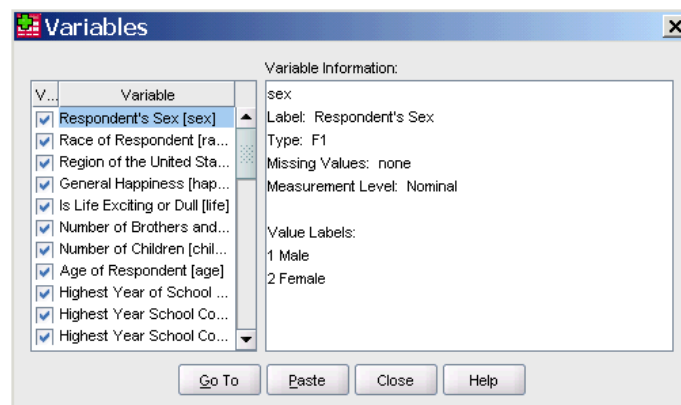 Variables
Variable Information:
V... Variable
Respondent's Sex [sex]
Race of Respondent [ra...
Region of the United Sta...
General Happiness [hap...
Is Life Exciting or Dull [life]
Number of Brothers and...
Number of Children [chil...
Age of Respondent [age]
Highest Year of School ...
Highest Year School Co...
Highest Year School Co...
sex
Label: Respondent's Sex
Type: F1
Missing Values: none
Measurement Level: Nominal
Value Labels:
1 Male
2 Female
Go To Paste Close Help